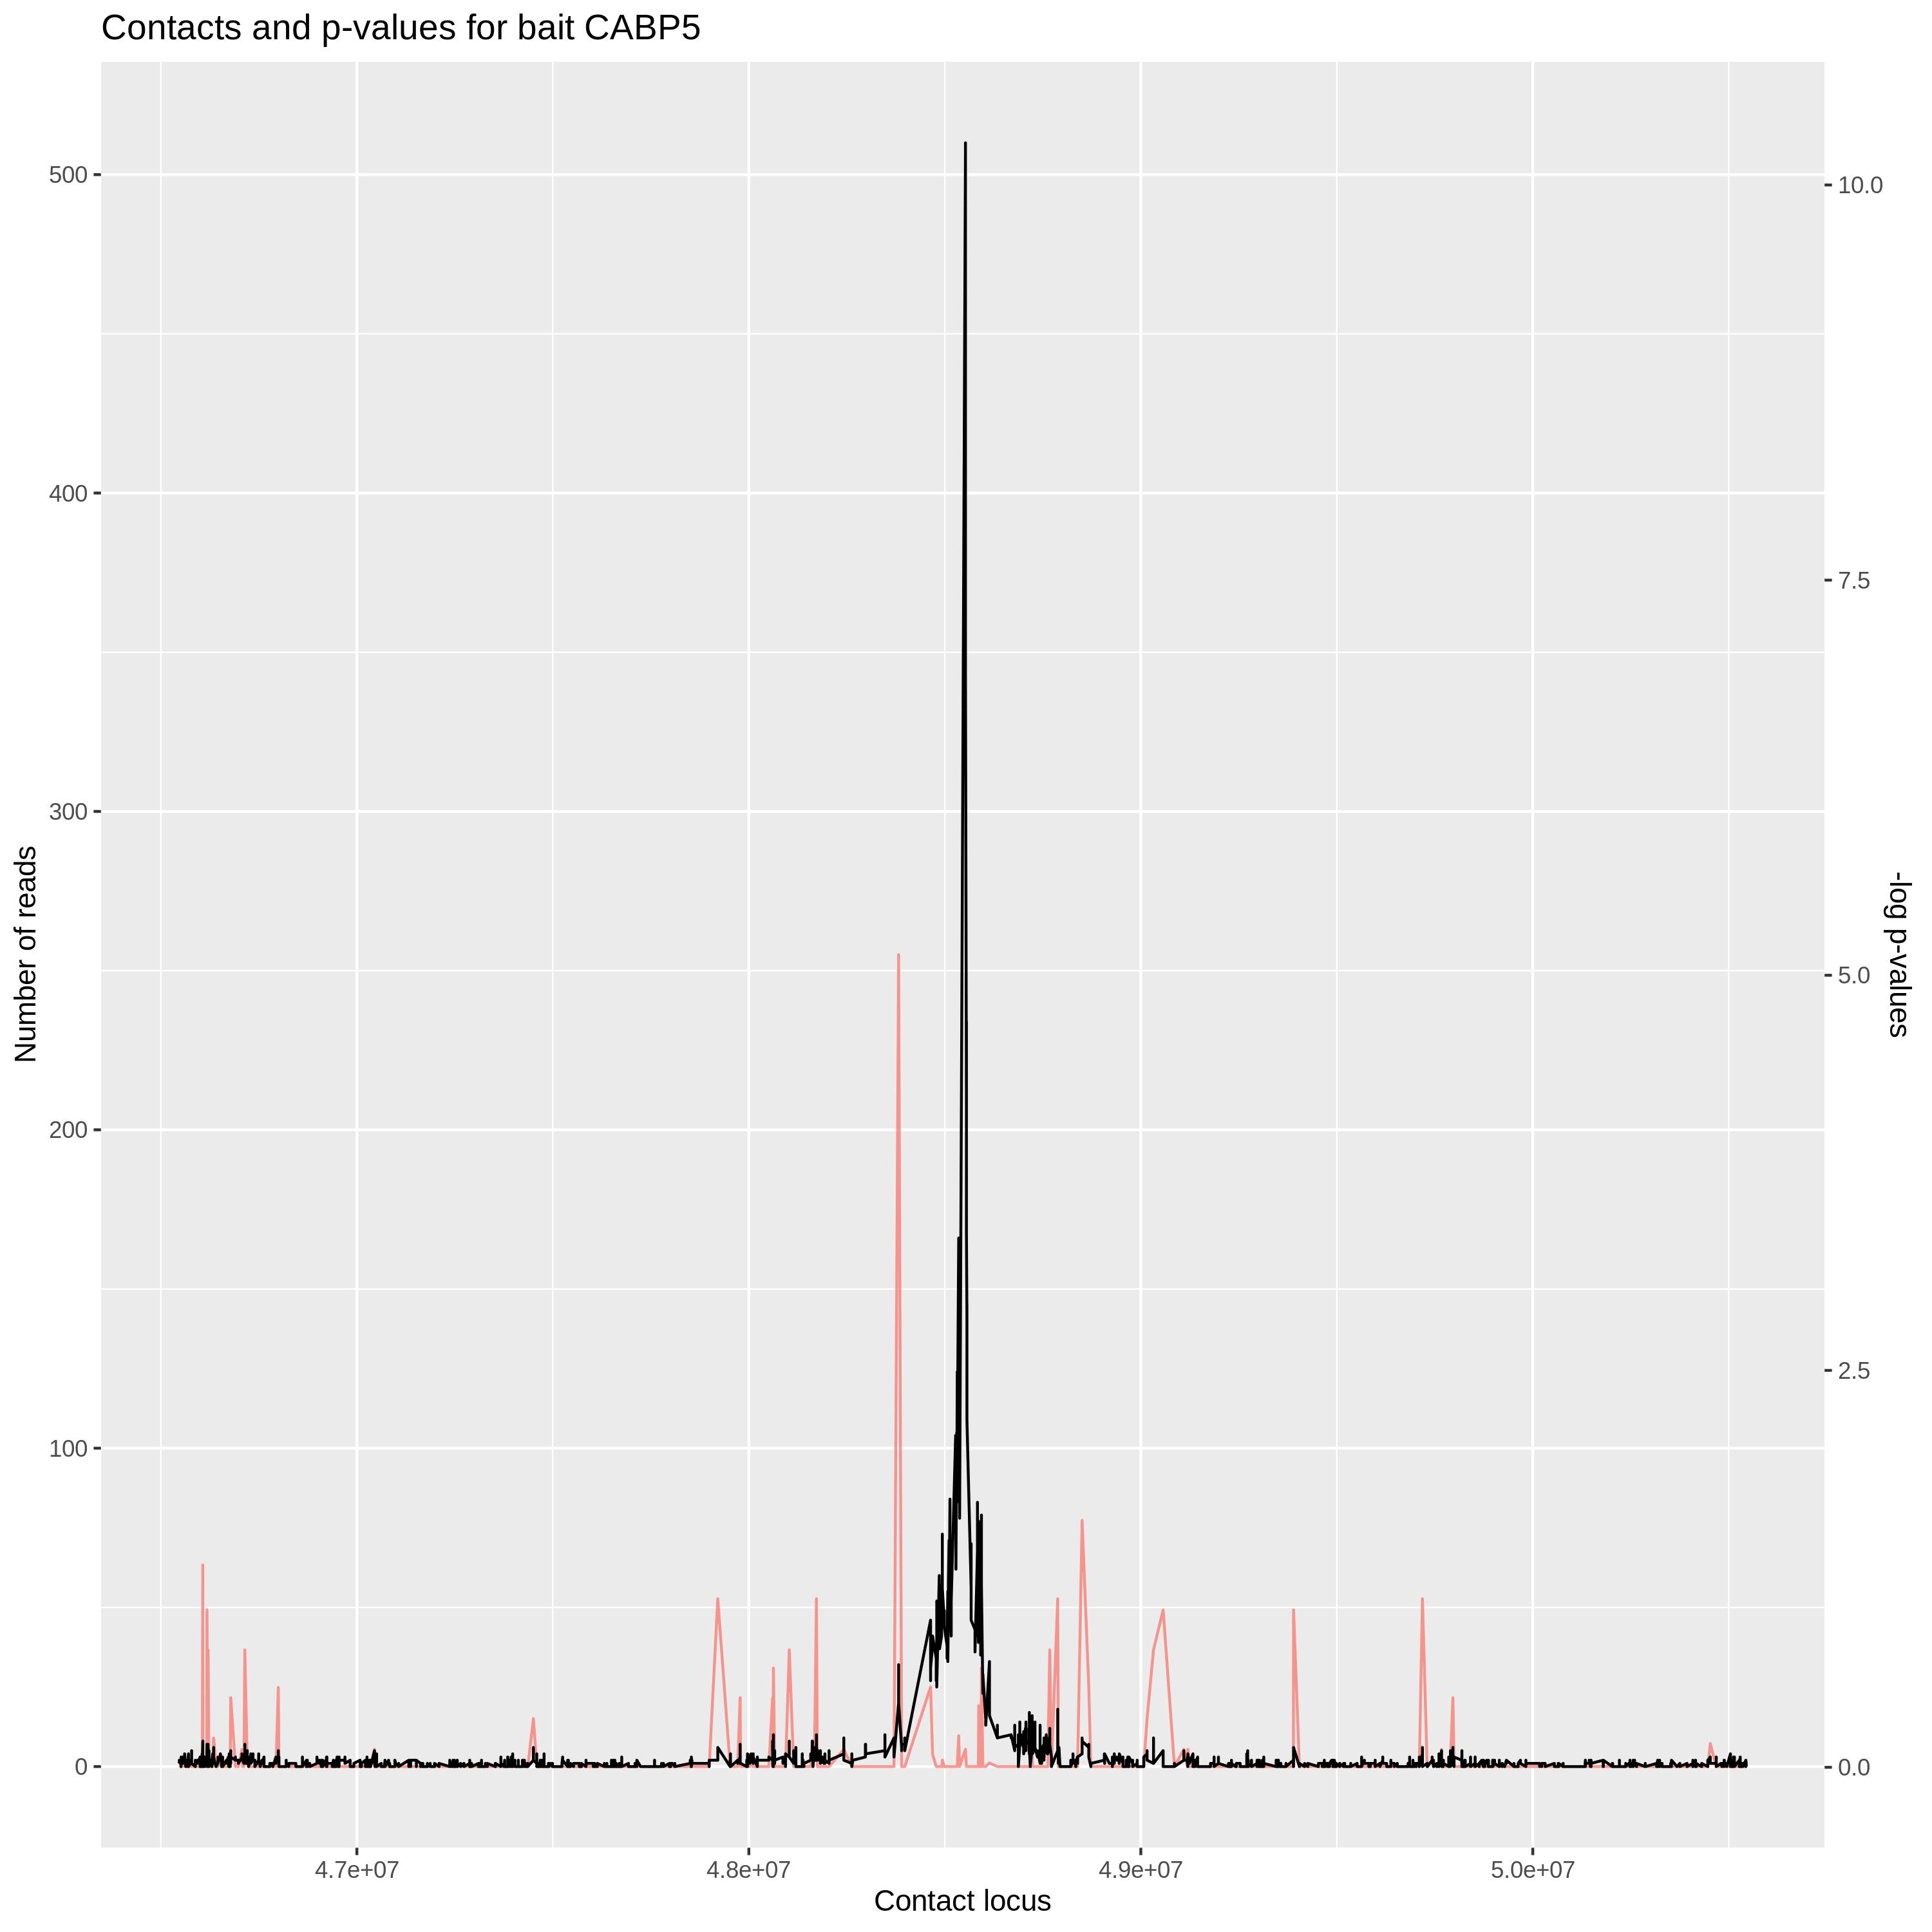 Contacts and p-values for bait CABP5
500
400
300
200
100
0
10.0
7.5
5.0
2.5
0.0
Number of reads
-log p-values
4.7e+07
4.8e+07
4.9e+07
5.0e+07
Contact locus